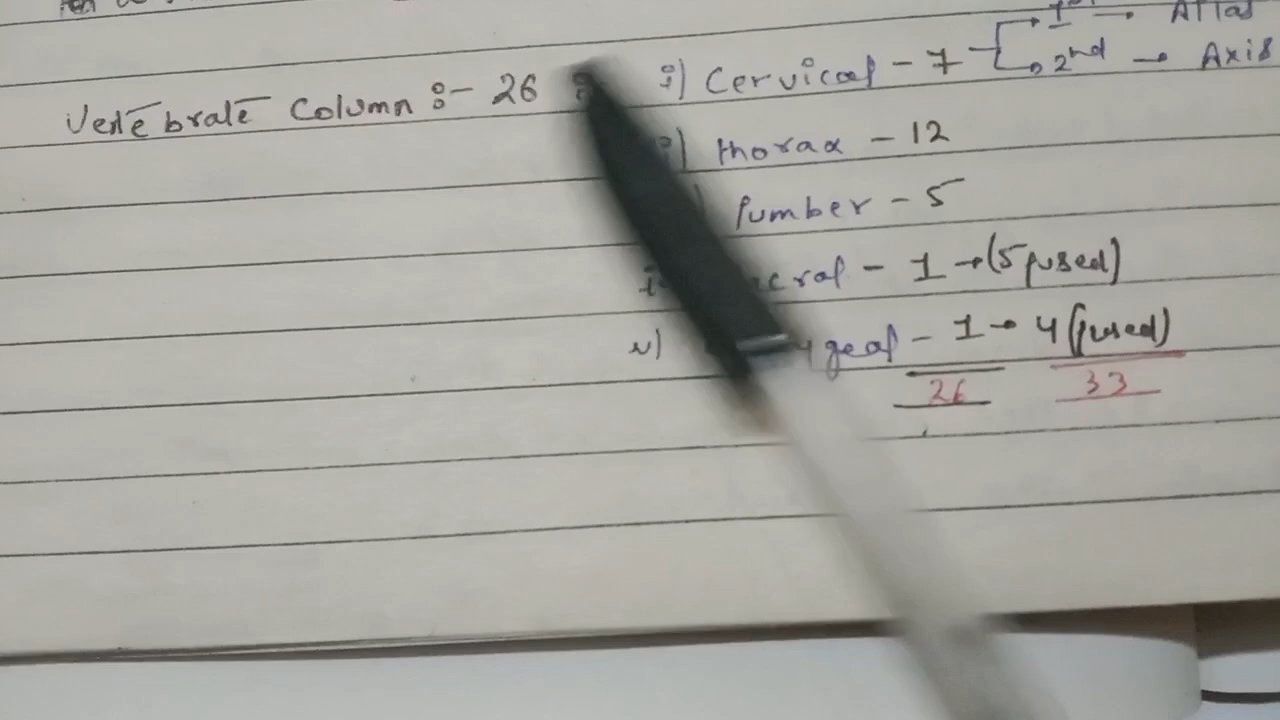 1st → Atlas
Vertebrate Column :- 26 i) Cervical - 7 2nd → Axis
thorax - 12
lumber - 5
- 1 → (5 fused)
v) - 1 → 4 (fused)
26 33